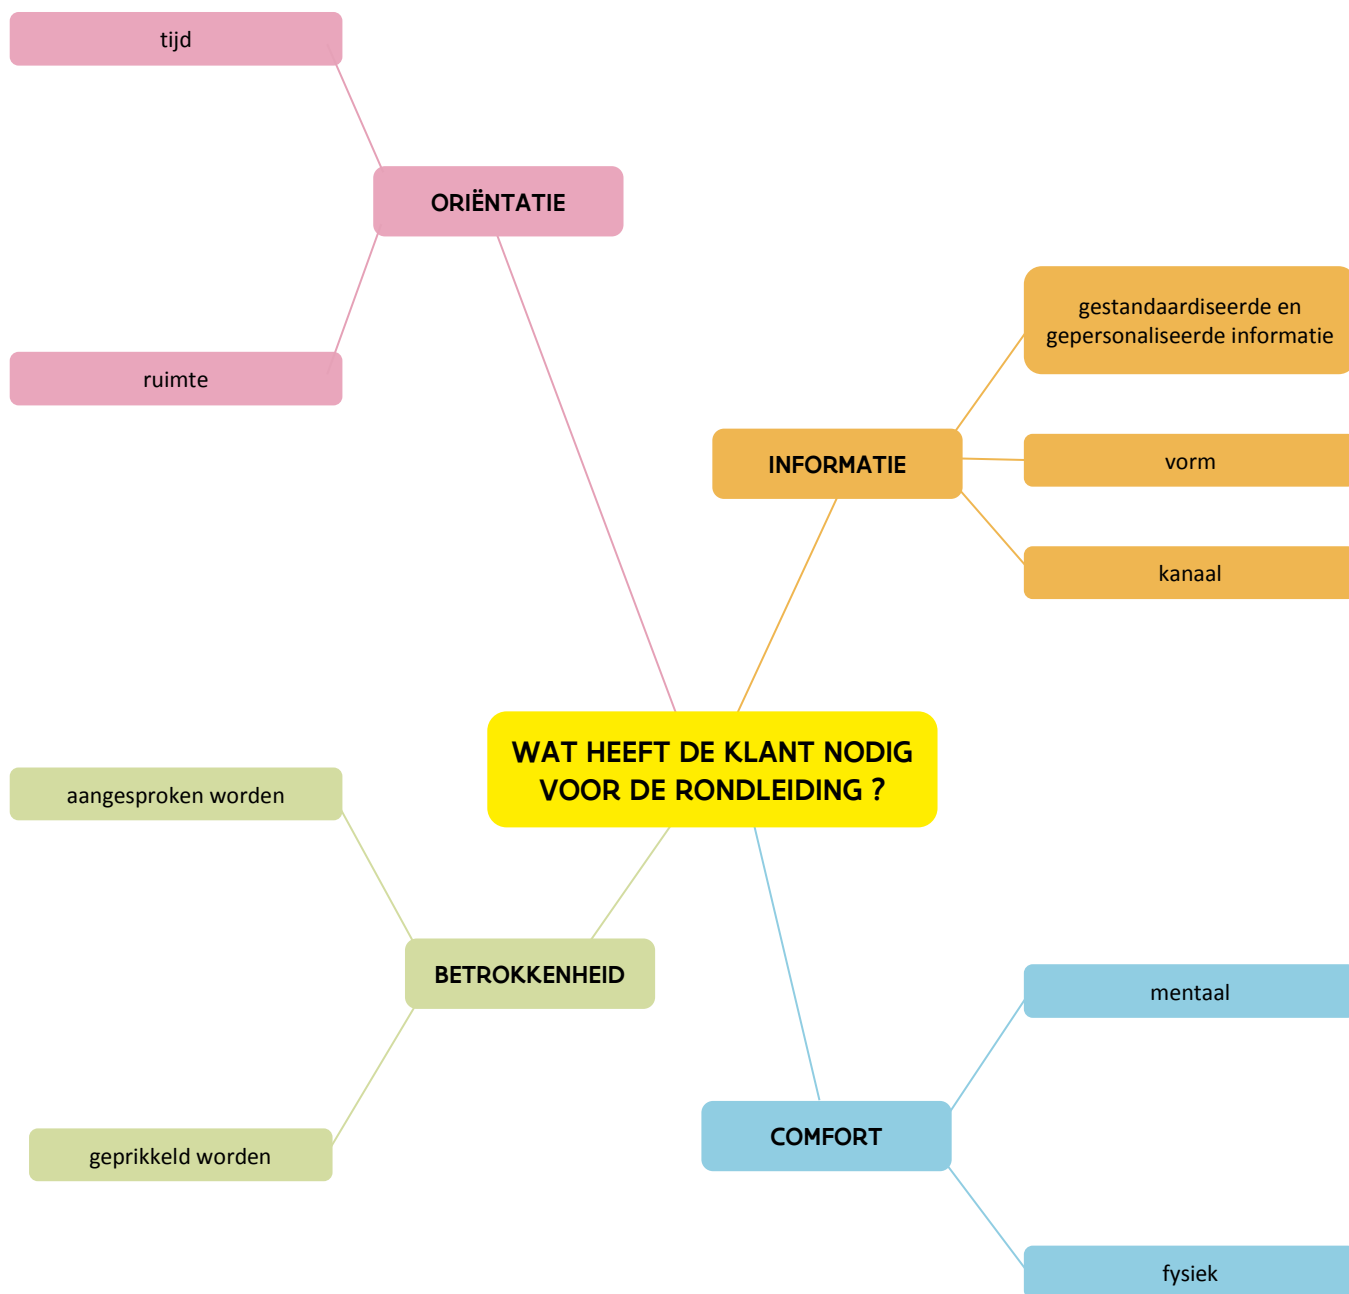 tijd
ORIËNTATIE
ruimte
gestandaardiseerde en
gepersonaliseerde informatie
INFORMATIE
vorm
kanaal
WAT HEEFT DE KLANT NODIG
VOOR DE RONDLEIDING ?
aangesproken worden
BETROKKENHEID
geprikkeld worden
mentaal
COMFORT
fysiek